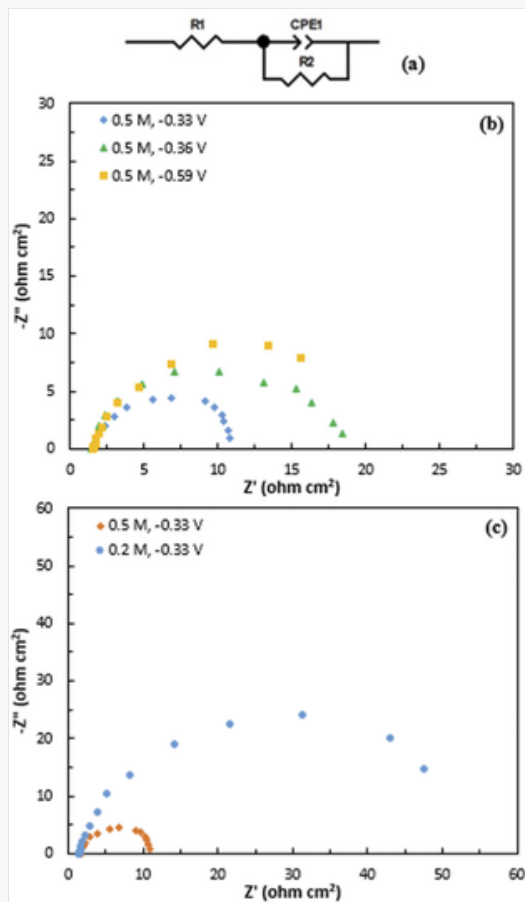 R1
CPE1
R2
(a)
(b)
0.5 M, -0.33 V
0.5 M, -0.36 V
0.5 M, -0.59 V
30
25
20
15
10
5
0
-Z" (ohm cm²)
0 5 10 15 20 25 30
Z' (ohm cm²)
(c)
0.5 M, -0.33 V
0.2 M, -0.33 V
60
50
40
30
20
10
0
-Z" (ohm cm²)
0 10 20 30 40 50 60
Z' (ohm cm²)